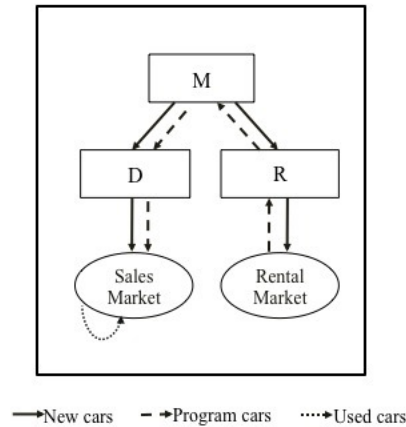 M
D
R
Sales
Market
Rental
Market
New cars
Program cars
Used cars